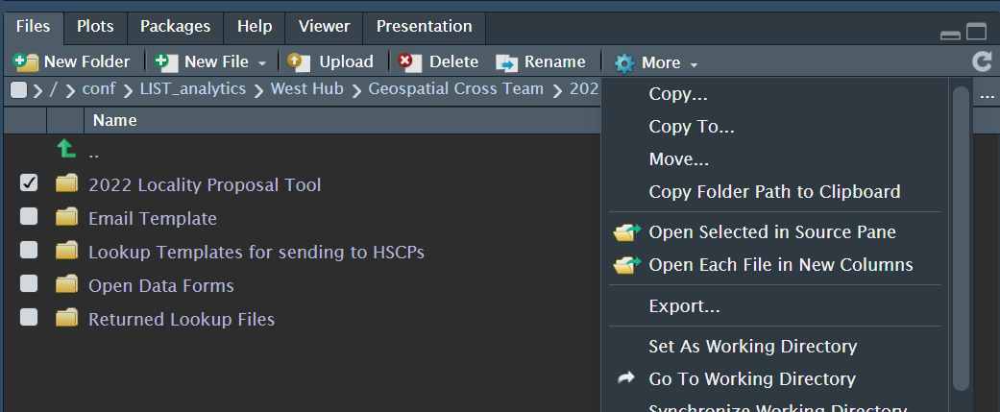 Files Plots Packages Help Viewer Presentation
New Folder New File Upload Delete Rename More
/ conf LIST_analytics West Hub Geospatial Cross Team 202 ...
Name
..
2022 Locality Proposal Tool
Email Template
Lookup Templates for sending to HSCPs
Open Data Forms
Returned Lookup Files
Copy...
Copy To...
Move...
Copy Folder Path to Clipboard
Open Selected in Source Pane
Open Each File in New Columns
Export...
Set As Working Directory
Go To Working Directory
Synchronize Working Directory